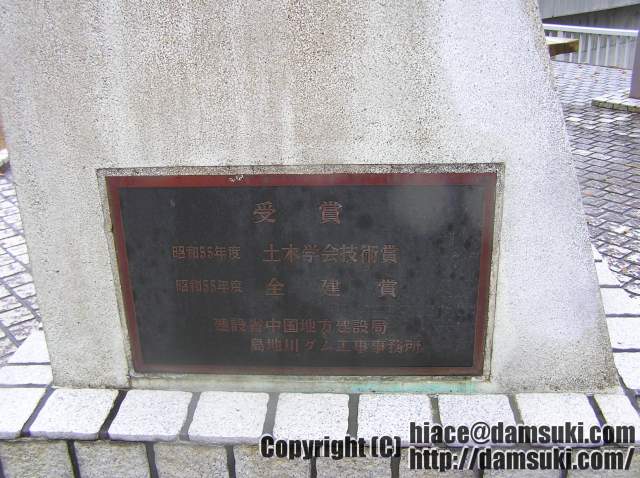 受賞
昭和55年度 土木学会技術賞
昭和55年度 全建賞
建設省中国地方建設局
島地川ダム工事事務所
Copyright (C) hiace@damsuki.com
http://damsuki.com/